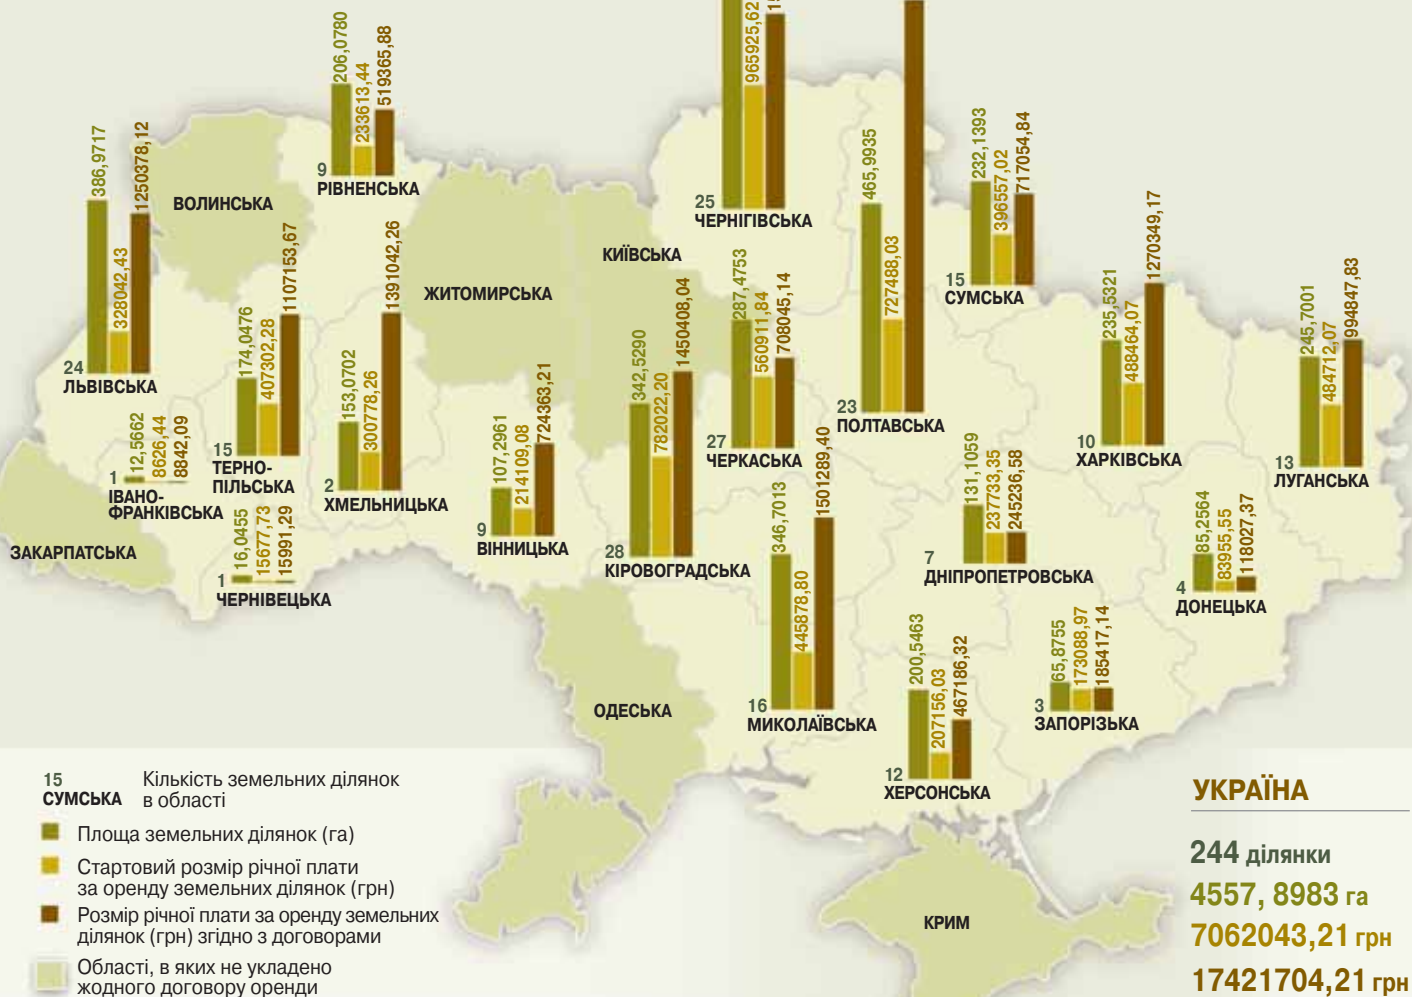 206,0780
233613,44
519365,88
9
РІВНЕНСЬКА
386,9717
328042,43
1250378,12
24
ЛЬВІВСЬКА
ВОЛИНСЬКА
174,0476
407302,28
1107153,67
15
ТЕРНО-
ПІЛЬСЬКА
153,0702
300778,26
1391042,26
2
ХМЕЛЬНИЦЬКА
ЖИТОМИРСЬКА
КИЇВСЬКА
965925,62
25
ЧЕРНІГІВСЬКА
465,9935
727488,03
23
ПОЛТАВСЬКА
232,1393
396557,02
717054,84
15
СУМСЬКА
235,5321
488464,07
1270349,17
10
ХАРКІВСЬКА
245,7001
484712,07
994847,83
13
ЛУГАНСЬКА
12,5662
8626,44
8842,09
1
ІВАНО-
ФРАНКІВСЬКА
ЗАКАРПАТСЬКА
16,0455
15677,73
15991,29
1
ЧЕРНІВЕЦЬКА
107,2961
214109,08
724363,21
9
ВІННИЦЬКА
342,5290
782022,20
1450408,04
28
КІРОВОГРАДСЬКА
287,4753
560911,84
708045,14
27
ЧЕРКАСЬКА
131,1059
237733,35
245236,58
7
ДНІПРОПЕТРОВСЬКА
85,2564
83955,55
118027,37
4
ДОНЕЦЬКА
346,7013
445878,80
1501289,40
16
МИКОЛАЇВСЬКА
200,5463
207156,03
467186,32
12
ХЕРСОНСЬКА
65,8755
173088,97
185417,14
3
ЗАПОРІЗЬКА
ОДЕСЬКА
КРИМ
15
СУМСЬКА
Кількість земельних ділянок
в області
Площа земельних ділянок (га)
Стартовий розмір річної плати
за оренду земельних ділянок (грн)
Розмір річної плати за оренду земельних
ділянок (грн) згідно з договорами
Області, в яких не укладено
жодного договору оренди
УКРАЇНА
244 ділянки
4557, 8983 га
7062043,21 грн
17421704,21 грн